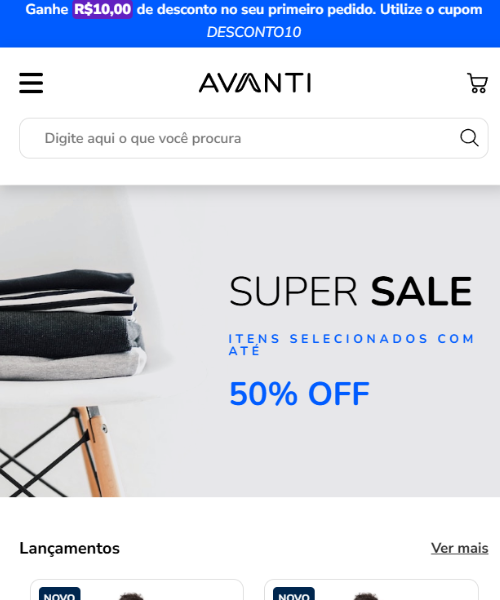 Ganhe R$10,00 de desconto no seu primeiro pedido. Utilize o cupom
DESCONTO10
AVANTI
Digite aqui o que você procura
SUPER SALE
ITENS SELECIONADOS COM
ATÉ
50% OFF
Lançamentos
Ver mais
NOVO
NOVO